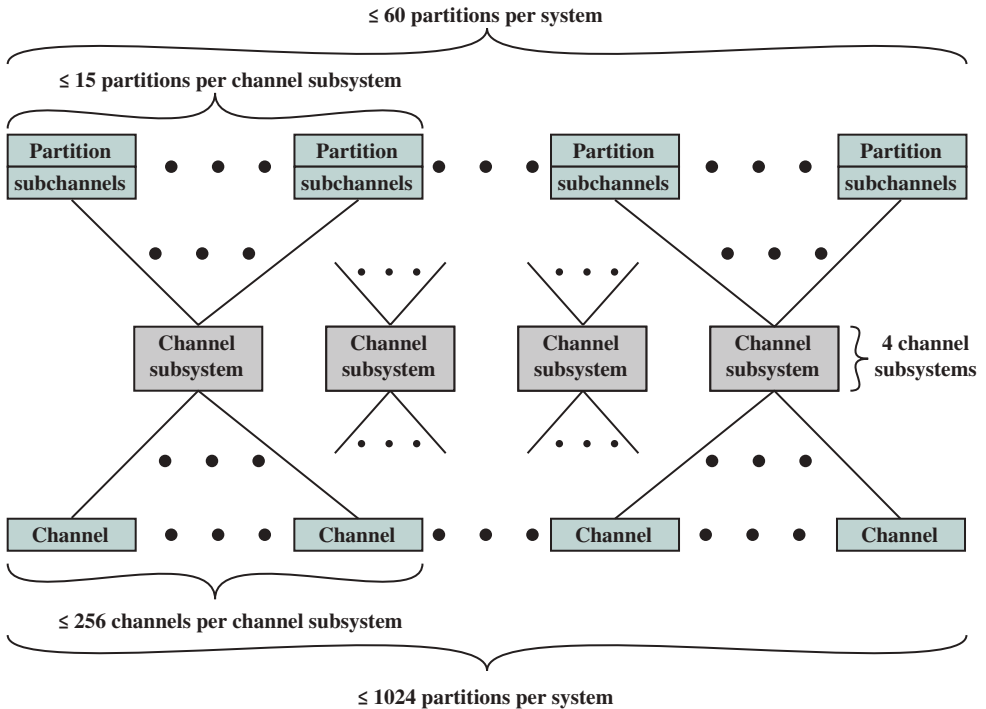 ≤ 60 partitions per system
≤ 15 partitions per channel subsystem
Partition
subchannels
Partition
subchannels
Partition
subchannels
Partition
subchannels
Channel
subsystem
Channel
subsystem
Channel
subsystem
Channel
subsystem
4 channel
subsystems
Channel
Channel
Channel
Channel
≤ 256 channels per channel subsystem
≤ 1024 partitions per system